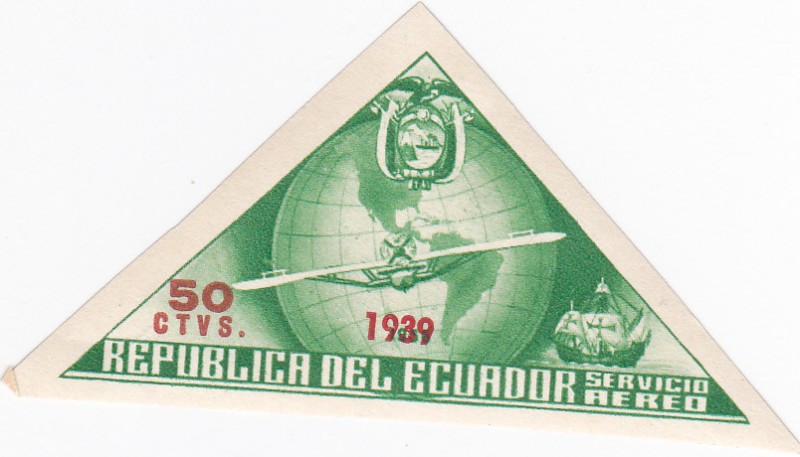 50
CTVS.
1939
REPUBLICA DEL ECUADOR
SERVICIO
AEREO